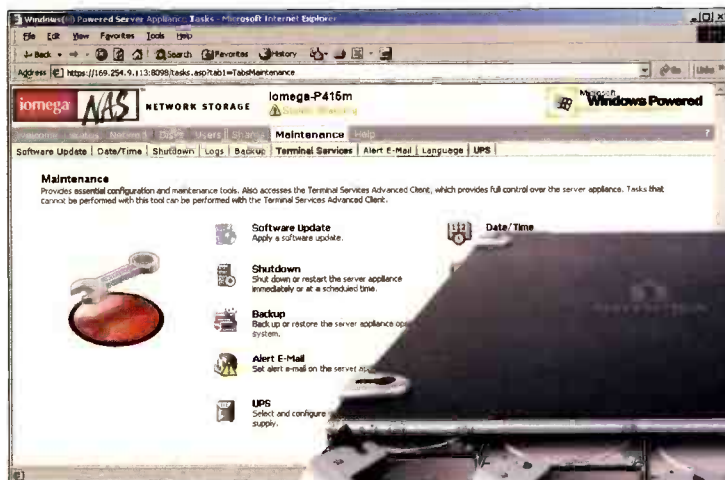 Windows(R) Powered Server Appliance: Tasks - Microsoft Internet Explorer
File Edit View Favorites Tools Help
Back Search Favorites History
Address https://169.254.9.113:8098/tasks.asp?tab1=TabsMaintenance Go Links
iomega NAS NETWORK STORAGE
Iomega-P415m
Microsoft
Windows Powered
Welcome Status Network Disks Users Shares Maintenance Help ?
Software Update Date/Time Shutdown Logs Backup Terminal Services Alert E-Mail Language UPS
Maintenance
Provides essential configuration and maintenance tools. Also accesses the Terminal Services Advanced Client, which provides full control over the server appliance. Tasks that
cannot be performed with this tool can be performed with the Terminal Services Advanced Client.
Software Update
Apply a software update.
Date/Time
Shutdown
Shut down or restart the server appliance
immediately or at a scheduled time.
Backup
Back up or restore the server appliance
system.
Alert E-Mail
Set alert e-mail on the server
UPS
Select and configure
supply.